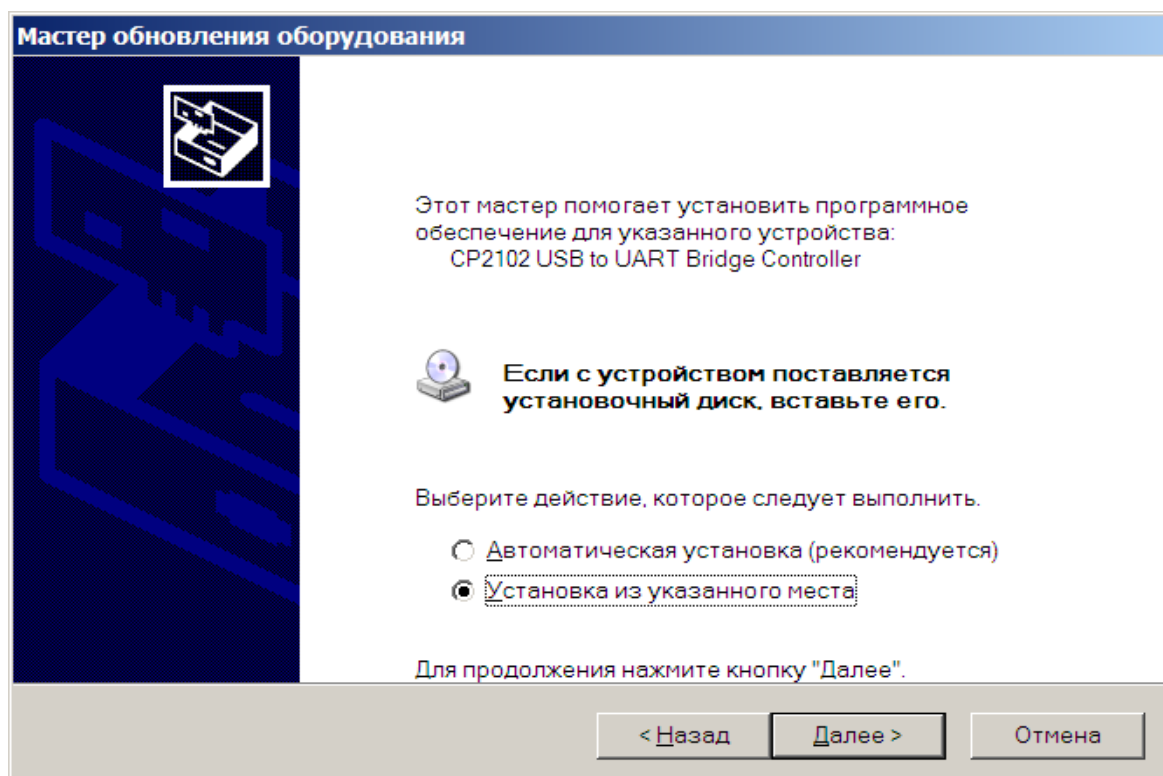 Мастер обновления оборудования
Этот мастер помогает установить программное
обеспечение для указанного устройства:
CP2102 USB to UART Bridge Controller
Если с устройством поставляется
установочный диск, вставьте его.
Выберите действие, которое следует выполнить.
Автоматическая установка (рекомендуется)
Установка из указанного места
Для продолжения нажмите кнопку "Далее".
< Назад Далее > Отмена